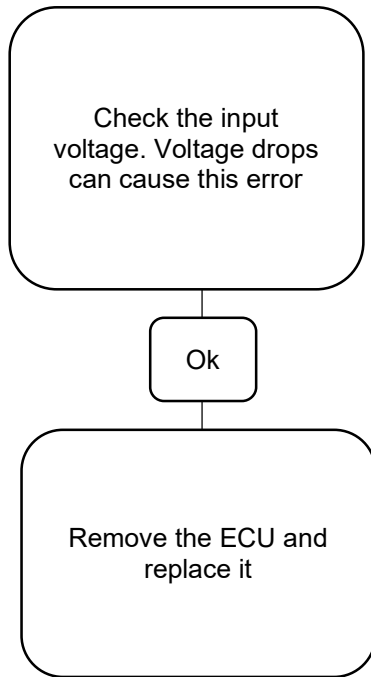 Check the input
voltage. Voltage drops
can cause this error
Ok
Remove the ECU and
replace it